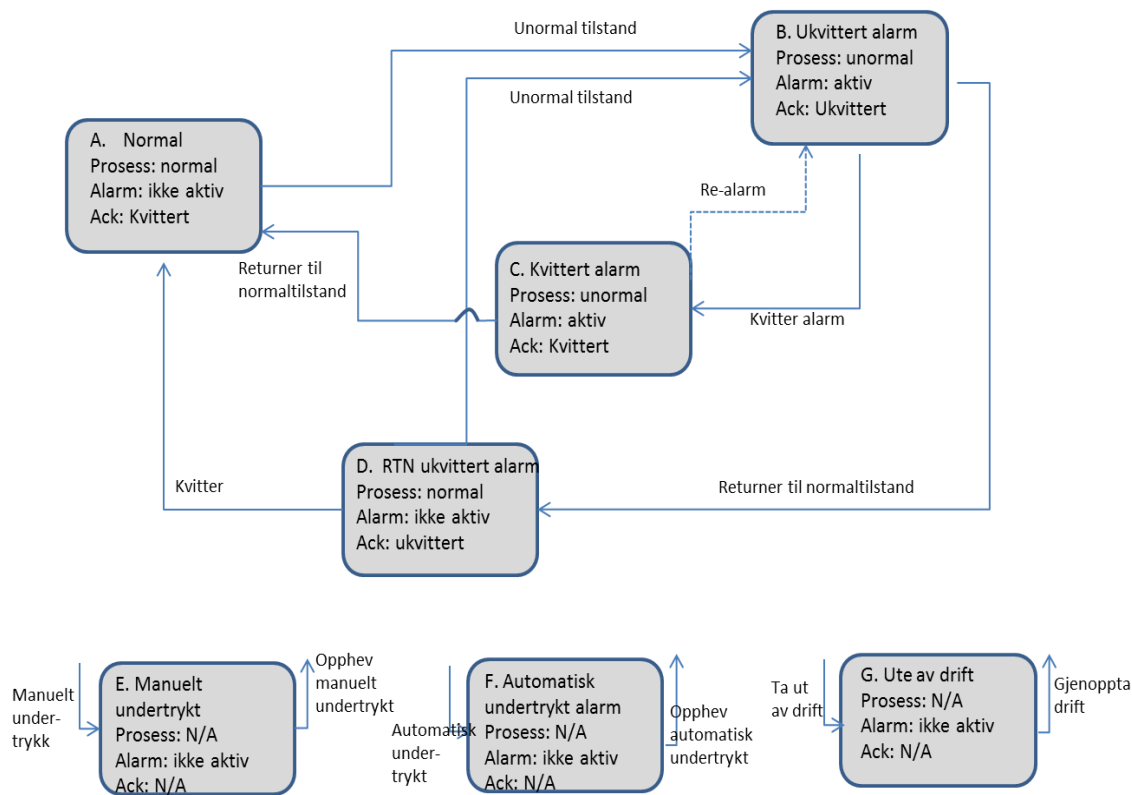 Unormal tilstand
B. Ukvittert alarm
Prosess: unormal
Alarm: aktiv
Ack: Ukvittert
Unormal tilstand
A. Normal
Prosess: normal
Alarm: ikke aktiv
Ack: Kvittert
Re-alarm
Returner til
normaltilstand
C. Kvittert alarm
Prosess: unormal
Alarm: aktiv
Ack: Kvittert
Kvitter alarm
D. RTN ukvittert alarm
Prosess: normal
Alarm: ikke aktiv
Ack: ukvittert
Kvitter
Returner til normaltilstand
Manuelt
under-
trykk
E. Manuelt
undertrykt
Prosess: N/A
Alarm: ikke aktiv
Ack: N/A
Opphev
manuelt
undertrykt
Automatisk
under-
trykt
F. Automatisk
undertrykt alarm
Prosess: N/A
Alarm: ikke aktiv
Ack: N/A
Opphev
automatisk
undertrykt
Ta ut
av drift
G. Ute av drift
Prosess: N/A
Alarm: ikke aktiv
Ack: N/A
Gjenoppta
drift